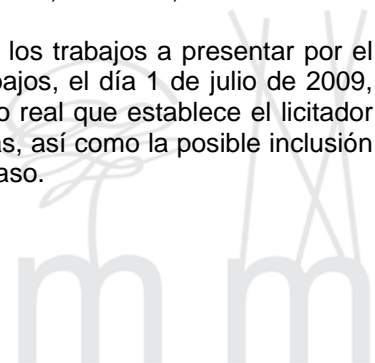 los trabajos a presentar por el
bajos, el día 1 de julio de 2009,
o real que establece el licitador
as, así como la posible inclusión
aso.
m m